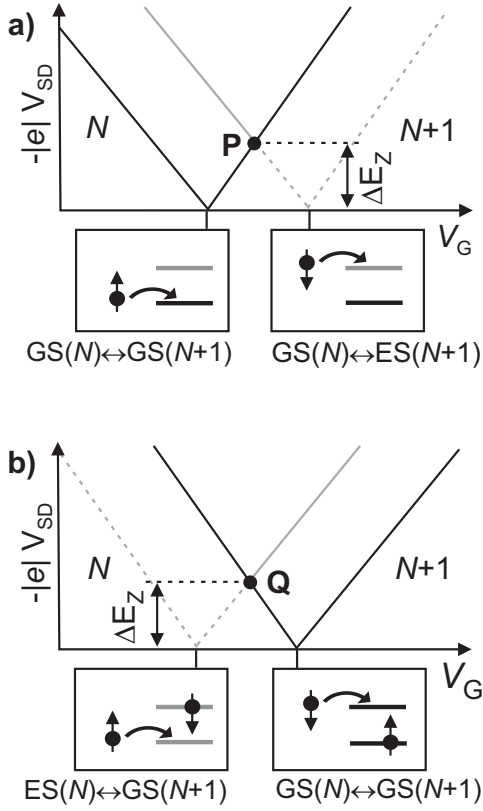 a)
-|e| V_SD
N
P
N+1
ΔE_Z
V_G
GS(N)↔GS(N+1)
GS(N)↔ES(N+1)
b)
-|e| V_SD
N
Q
N+1
ΔE_Z
V_G
ES(N)↔GS(N+1)
GS(N)↔GS(N+1)